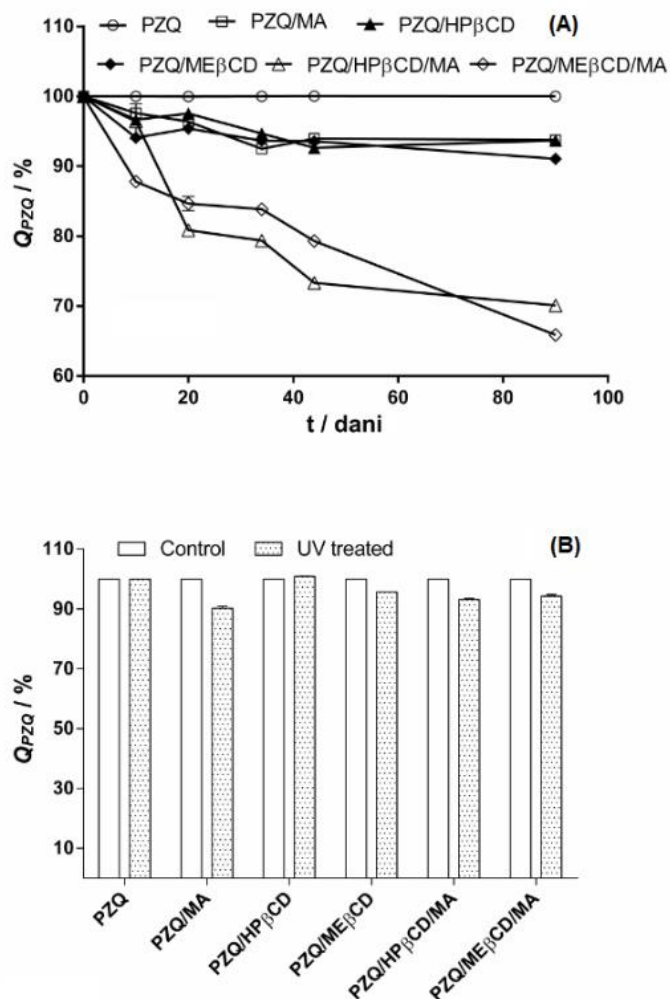 110
PZQ
PZQ/MA
PZQ/HPβCD
(A)
PZQ/MEβCD
PZQ/HPβCD/MA
PZQ/MEβCD/MA
100
90
80
70
60
QPZQ / %
0
20
40
60
80
100
t / dani
110
Control
UV treated
(B)
90
70
50
30
10
QPZQ / %
PZQ
PZQ/MA
PZQ/HPβCD
PZQ/MEβCD
PZQ/HPβCD/MA
PZQ/MEβCD/MA